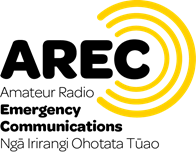 AREC
Amateur Radio
Emergency
Communications
Ngā Irirangi Ohotata Tūao